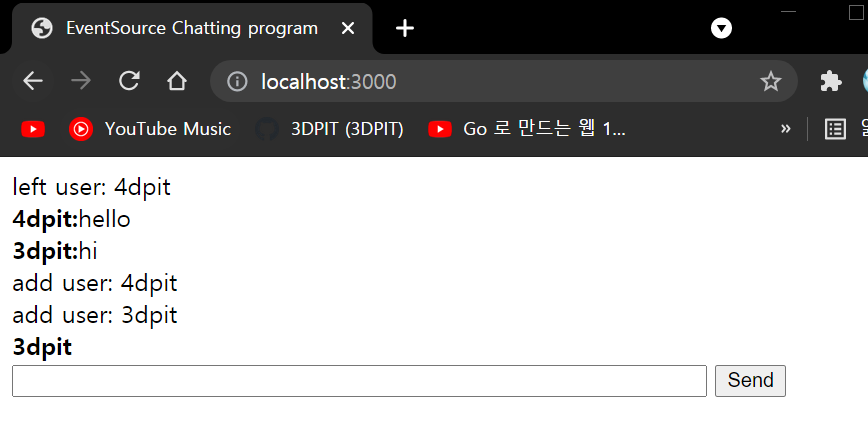 EventSource Chatting program
localhost:3000
YouTube Music
3DPIT (3DPIT)
Go 로 만드는 웹 1...
»
left user: 4dpit
4dpit:hello
3dpit:hi
add user: 4dpit
add user: 3dpit
3dpit
Send